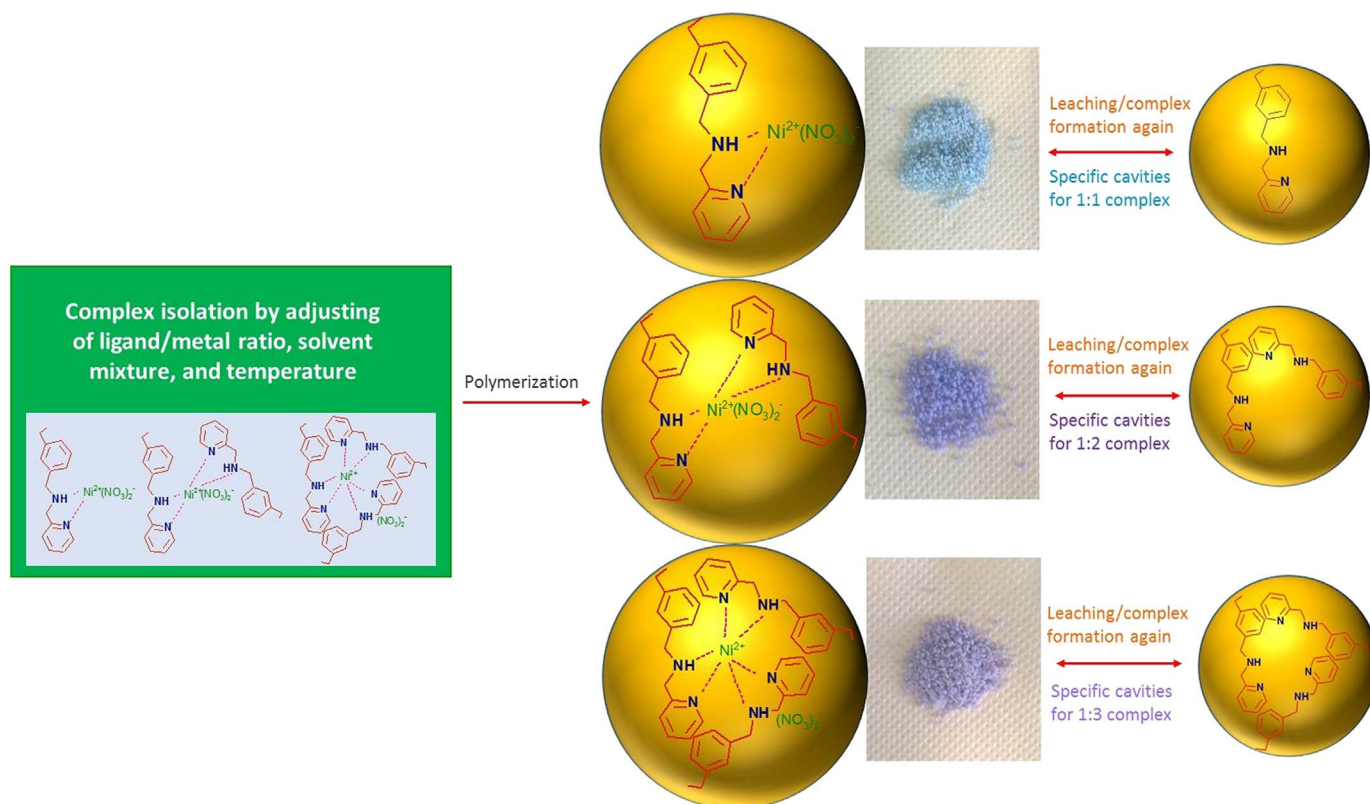 Complex isolation by adjusting
of ligand/metal ratio, solvent
mixture, and temperature
NH
Ni²⁺(NO₃)₂⁻
N
NH
Ni²⁺(NO₃)₂⁻
N
N
HN
N
NH
Ni²⁺
NH
N
N
NH
(NO₃)₂⁻
Polymerization
NH
Ni²⁺(NO₃)₂⁻
N
Leaching/complex
formation again
Specific cavities
for 1:1 complex
NH
N
N
HN
NH
Ni²⁺(NO₃)₂⁻
N
Leaching/complex
formation again
Specific cavities
for 1:2 complex
N
HN
NH
N
N
NH
Ni²⁺
NH
N
N
NH
(NO₃)₂⁻
Leaching/complex
formation again
Specific cavities
for 1:3 complex
N
HN
NH
N
N
NH